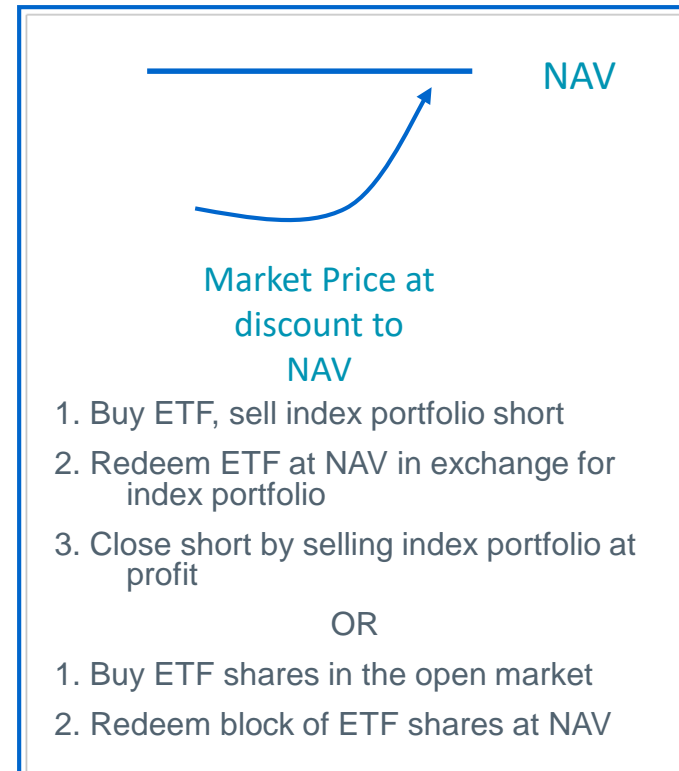 NAV
Market Price at
discount to
NAV
1. Buy ETF, sell index portfolio short
2. Redeem ETF at NAV in exchange for
index portfolio
3. Close short by selling index portfolio at
profit
OR
1. Buy ETF shares in the open market
2. Redeem block of ETF shares at NAV